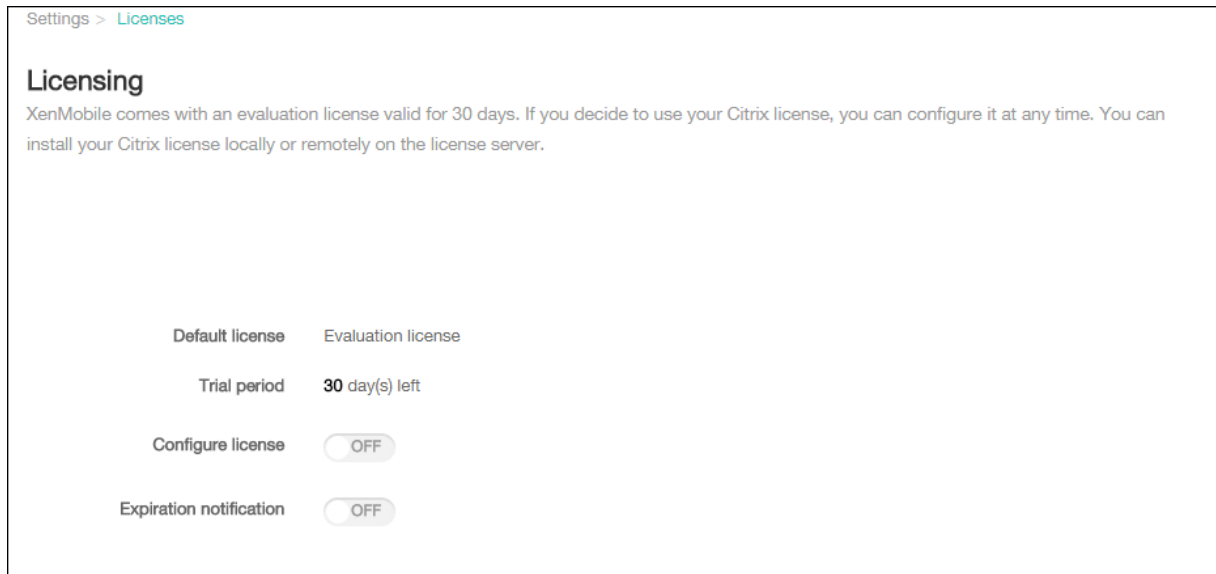 Settings > Licenses
Licensing
XenMobile comes with an evaluation license valid for 30 days. If you decide to use your Citrix license, you can configure it at any time. You can
install your Citrix license locally or remotely on the license server.
Default license Evaluation license
Trial period 30 day(s) left
Configure license OFF
Expiration notification OFF